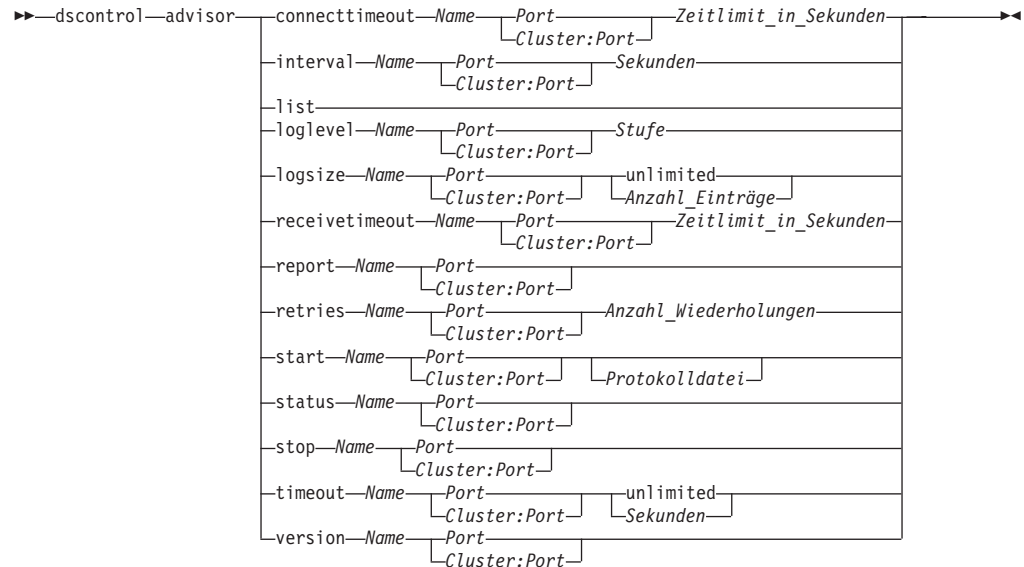 dscontrol advisor connecttimeout Name Port Zeitlimit_in_Sekunden
Cluster:Port
interval Name Port Sekunden
Cluster:Port
list
loglevel Name Port Stufe
Cluster:Port
logsize Name Port unlimited
Cluster:Port Anzahl_Einträge
receivetimeout Name Port Zeitlimit_in_Sekunden
Cluster:Port
report Name Port
Cluster:Port
retries Name Port Anzahl_Wiederholungen
Cluster:Port
start Name Port
Cluster:Port Protokolldatei
status Name Port
Cluster:Port
stop Name Port
Cluster:Port
timeout Name Port unlimited
Cluster:Port Sekunden
version Name Port
Cluster:Port